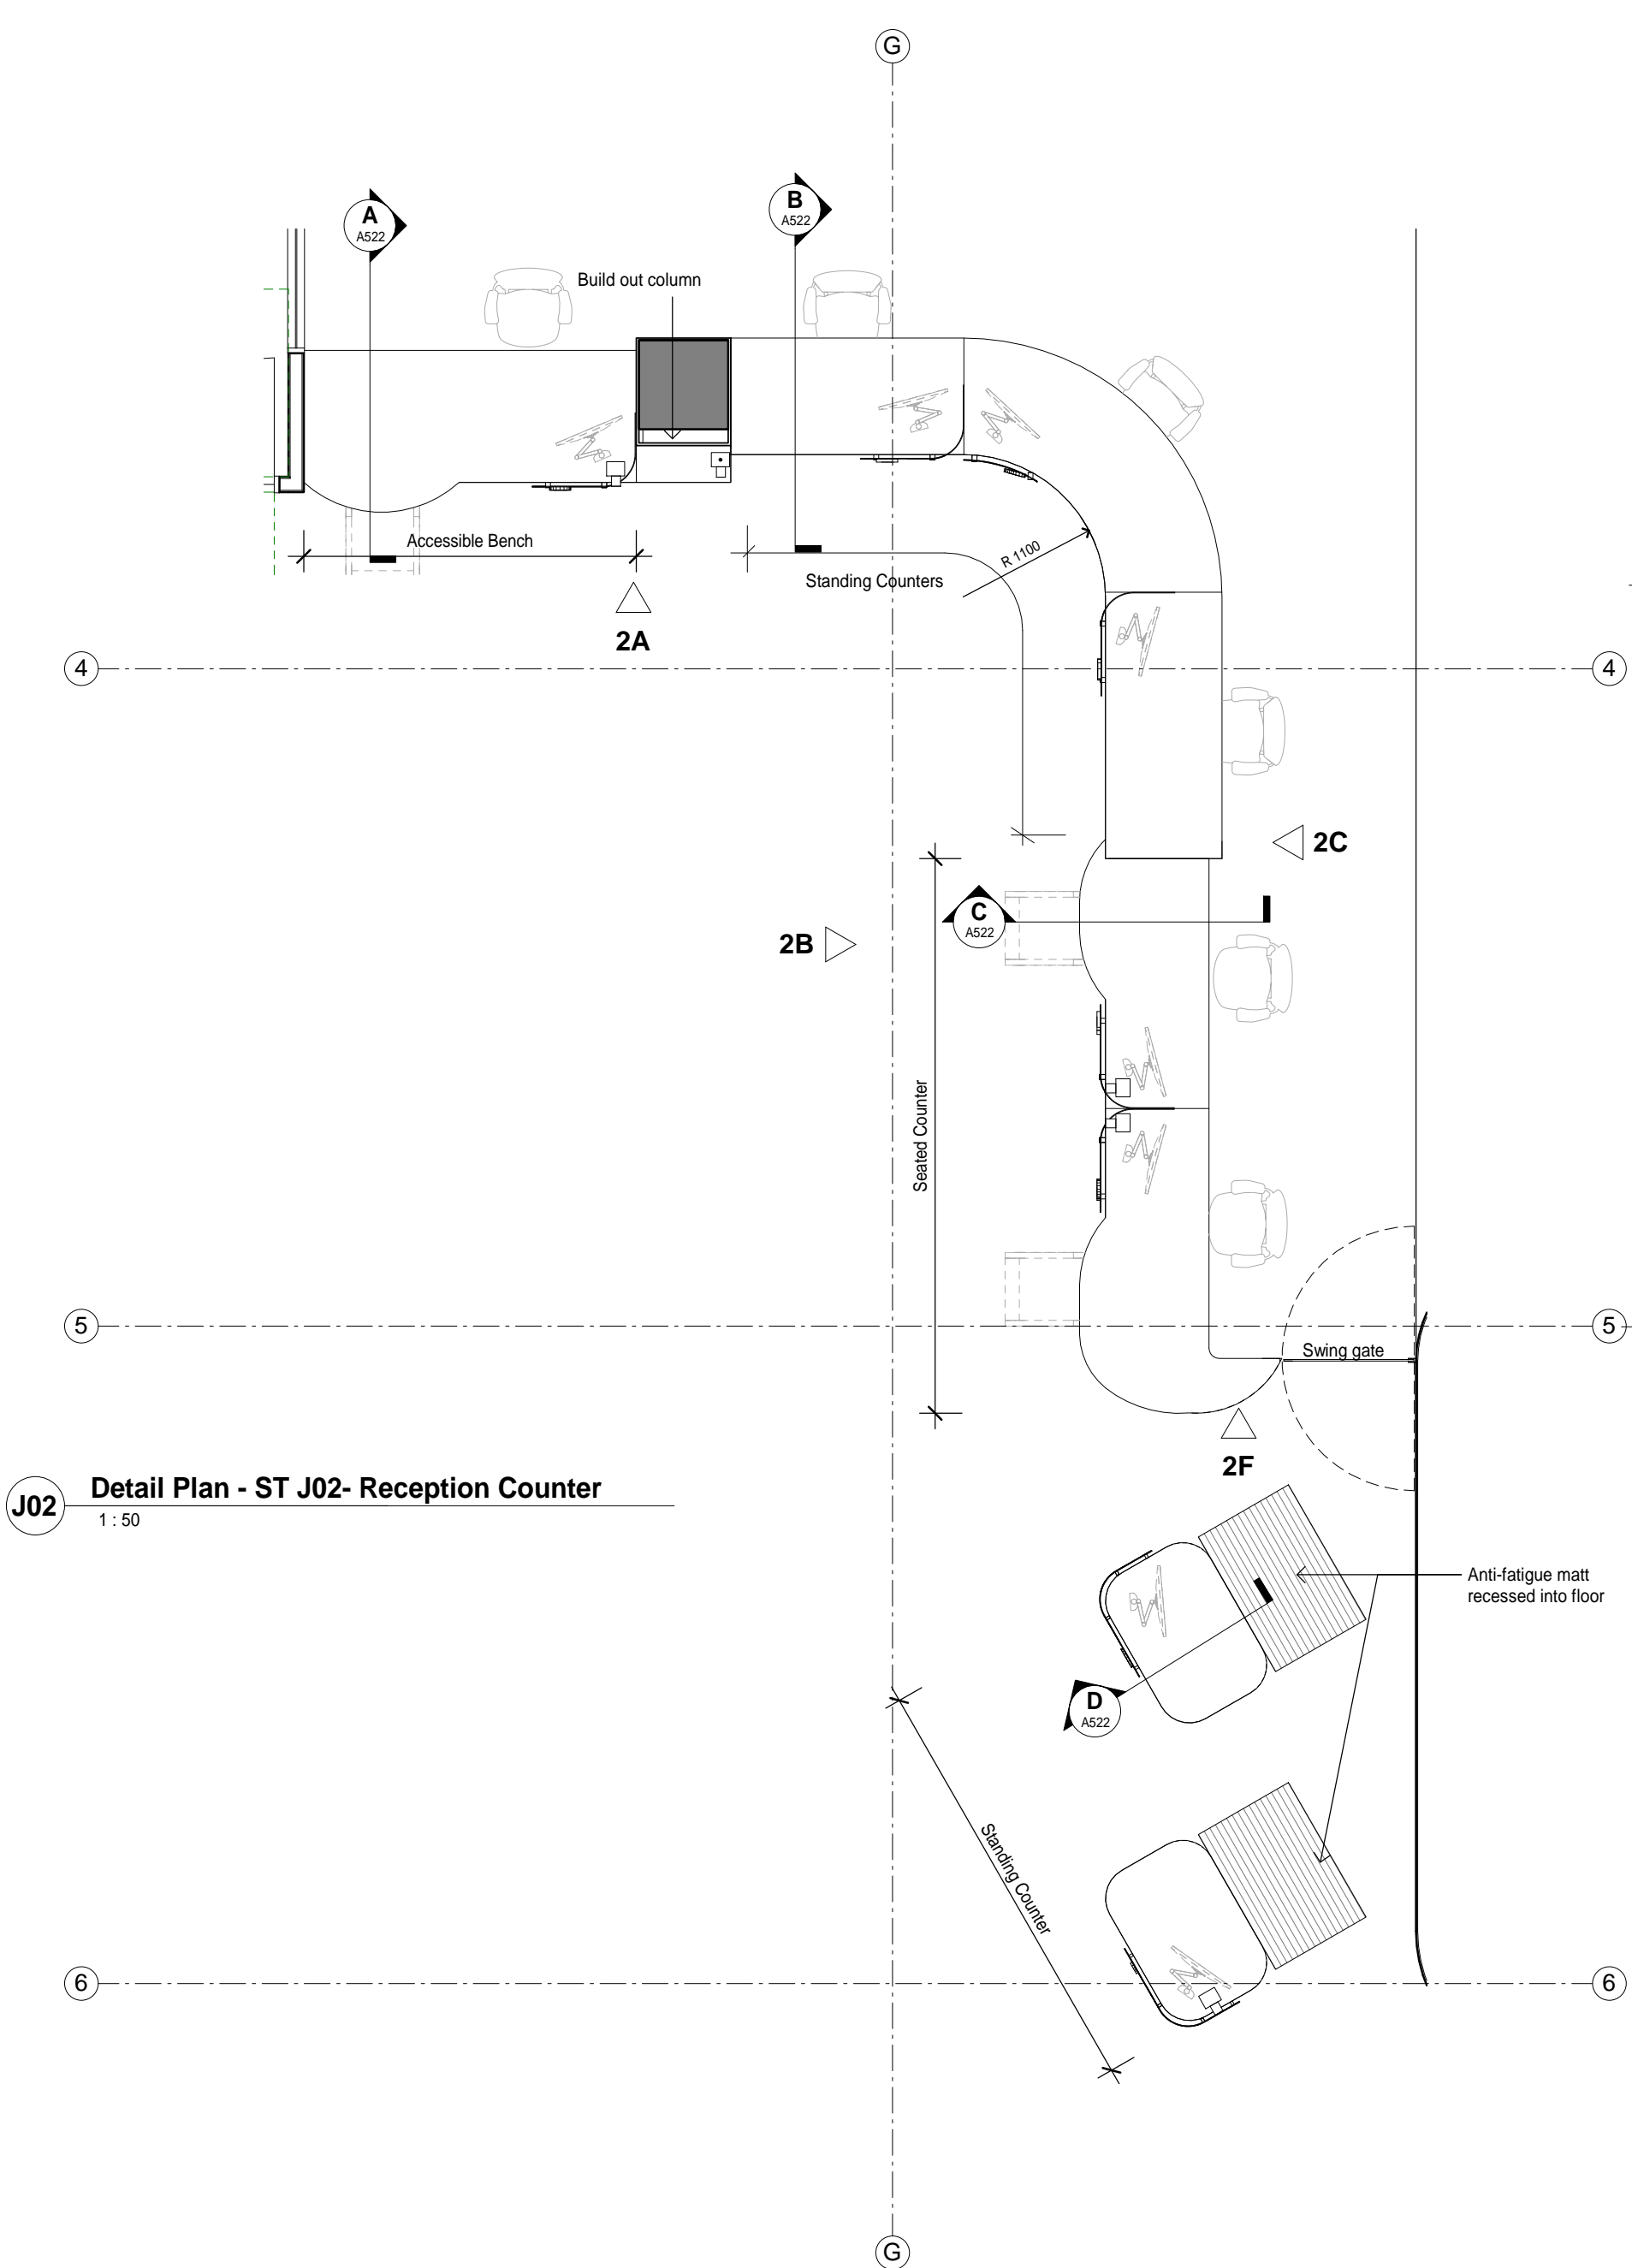 G
A
A522
B
A522
Build out column
Accessible Bench
R 1100
Standing Counters
2A
4
4
2C
C
A522
2B
Seated Counter
5
5
Swing gate
2F
J02
Detail Plan - ST J02- Reception Counter
1 : 50
Anti-fatigue matt
recessed into floor
D
A522
Standing Counter
6
6
G